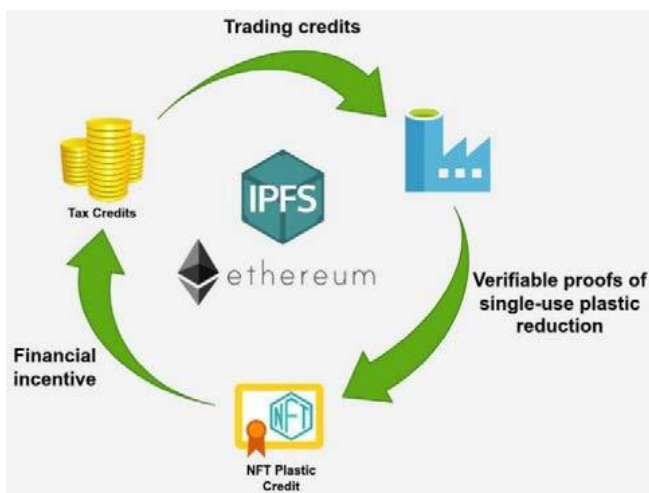 Trading credits
IPFS
Tax Credits
ethereum
Verifiable proofs of
single-use plastic
reduction
Financial
incentive
NFT
NFT Plastic
Credit